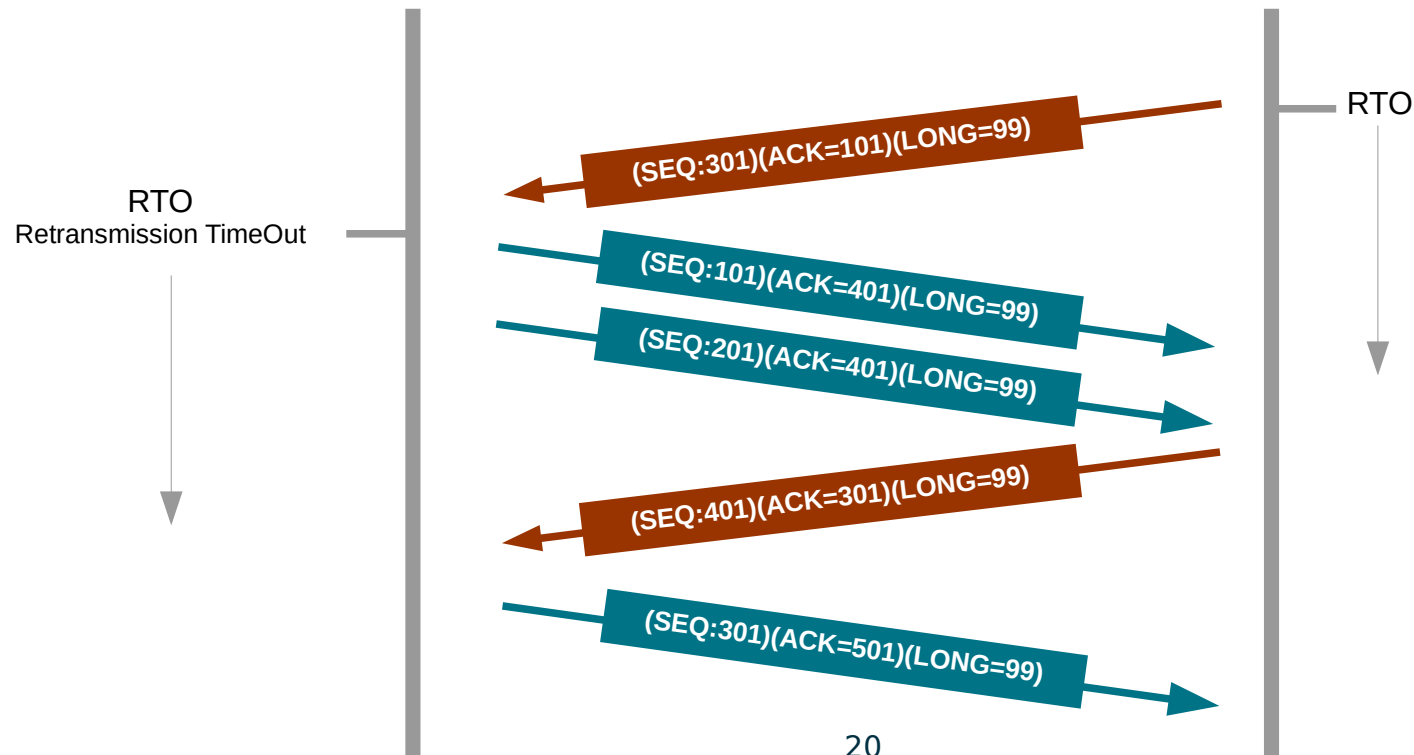 RTO
(SEQ:301)(ACK=101)(LONG=99)
RTO
Retransmission TimeOut
(SEQ:101)(ACK=401)(LONG=99)
(SEQ:201)(ACK=401)(LONG=99)
(SEQ:401)(ACK=301)(LONG=99)
(SEQ:301)(ACK=501)(LONG=99)
20